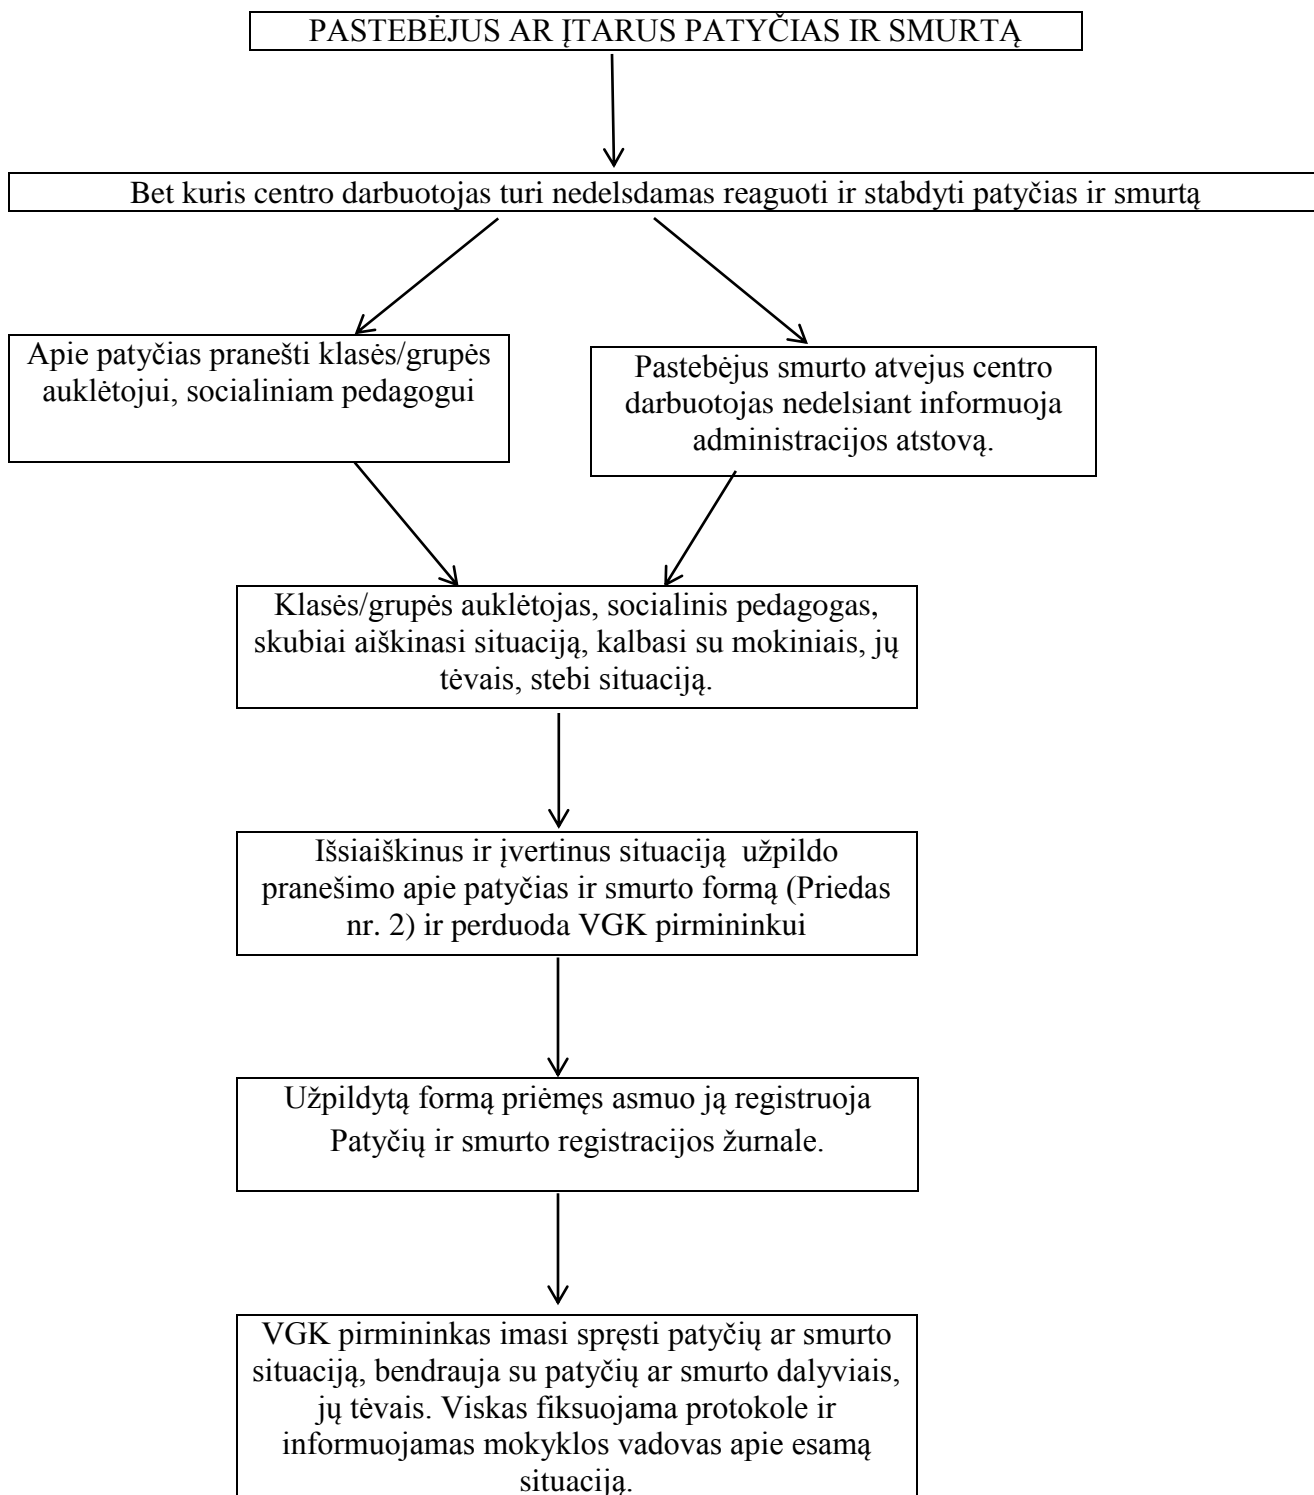 PASTEBĖJUS AR ĮTARUS PATYČIAS IR SMURTĄ
Bet kuris centro darbuotojas turi nedelsdamas reaguoti ir stabdyti patyčias ir smurtą
Apie patyčias pranešti klasės/grupės
auklėtojui, socialiniam pedagogui
Pastebėjus smurto atvejus centro
darbuotojas nedelsiant informuoja
administracijos atstovą.
Klasės/grupės auklėtojas, socialinis pedagogas,
skubiai aiškinasi situaciją, kalbasi su mokiniais, jų
tėvais, stebi situaciją.
Išsiaiškinus ir įvertinus situaciją užpildo
pranešimo apie patyčias ir smurto formą (Priedas
nr. 2) ir perduoda VGK pirmininkui
Užpildytą formą priėmęs asmuo ją registruoja
Patyčių ir smurto registracijos žurnale.
VGK pirmininkas imasi spręsti patyčių ar smurto
situaciją, bendrauja su patyčių ar smurto dalyviais,
jų tėvais. Viskas fiksuojama protokole ir
informuojamas mokyklos vadovas apie esamą
situaciją.